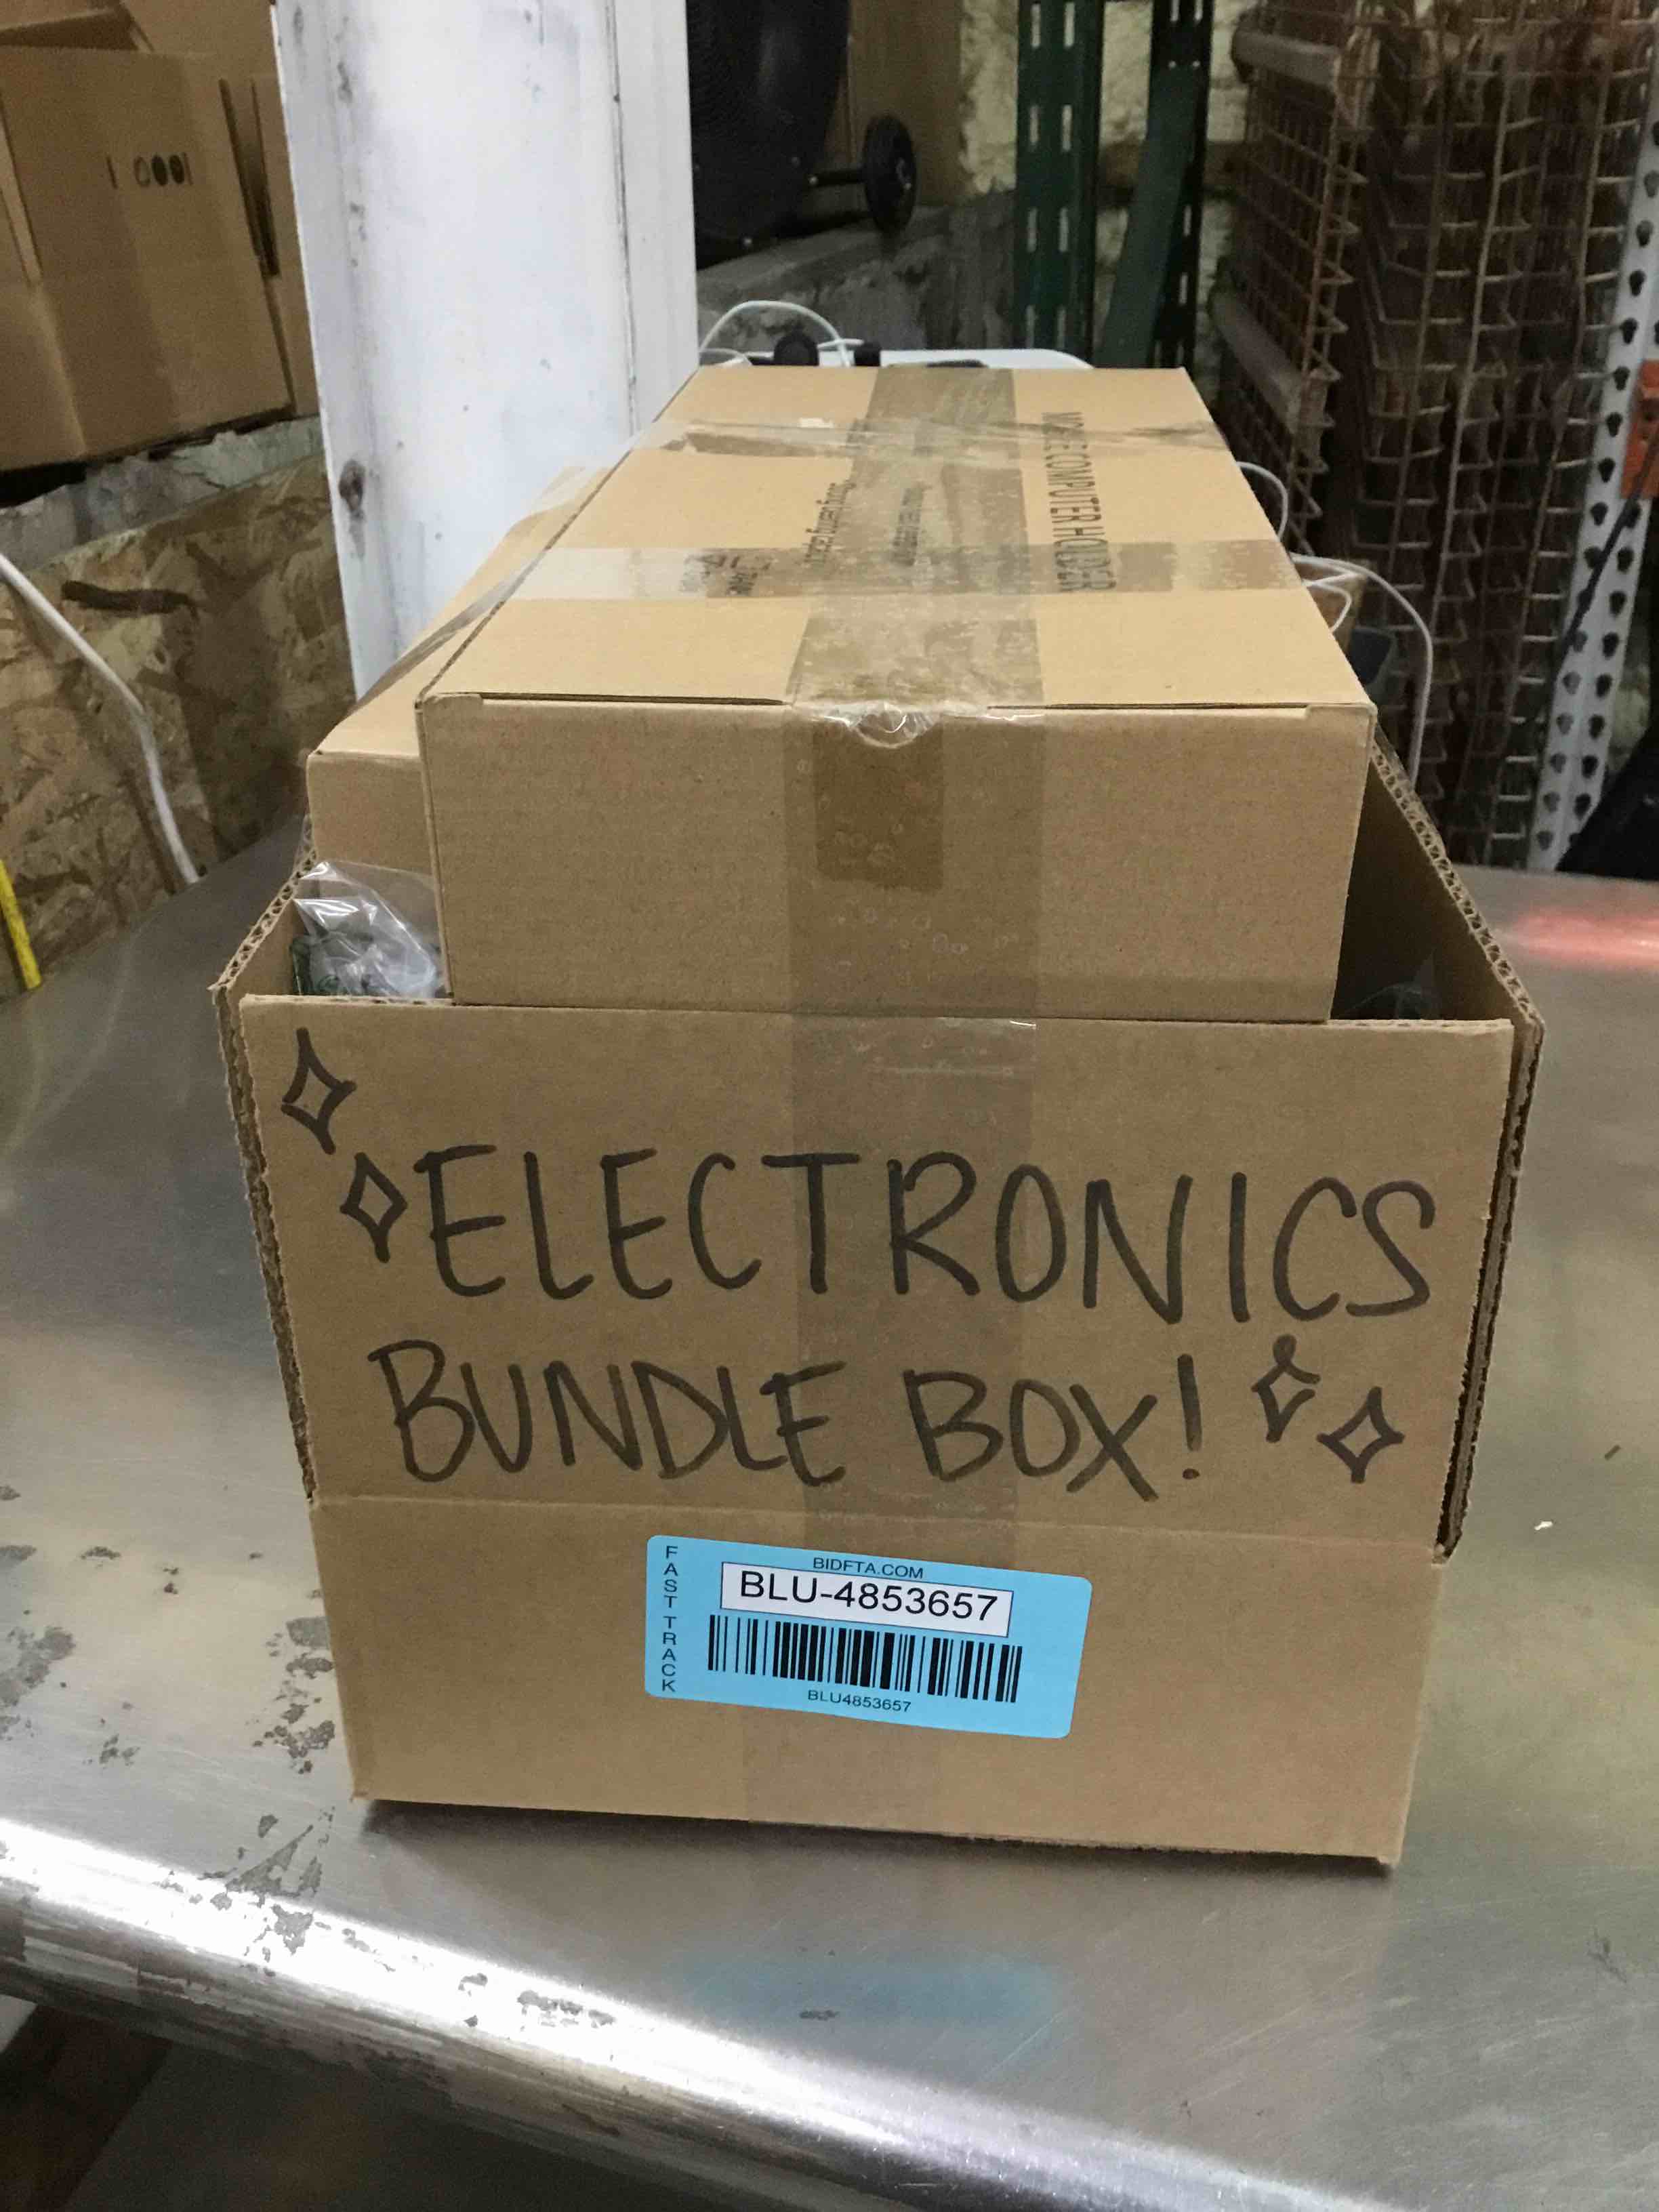 COMPUTER HOLDER
ELECTRONICS
BUNDLE BOX!
FAST TRACK
BIDFTA.COM
BLU-4853657
BLU4853657